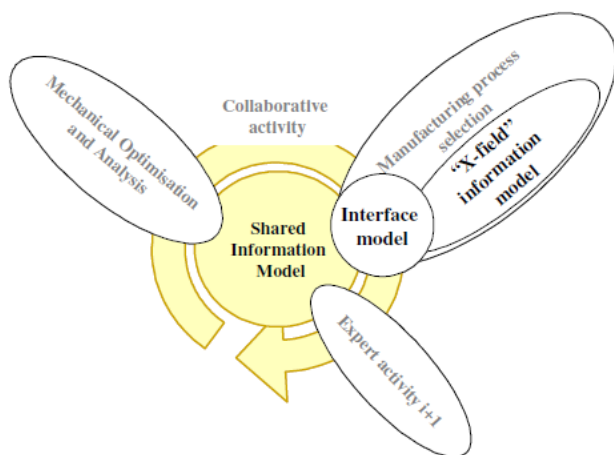 Mechanical Optimisation
and Analysis
Collaborative
activity
Manufacturing process
selection
“X-field”
information
model
Shared
Information
Model
Interface
model
Expert activity i+1